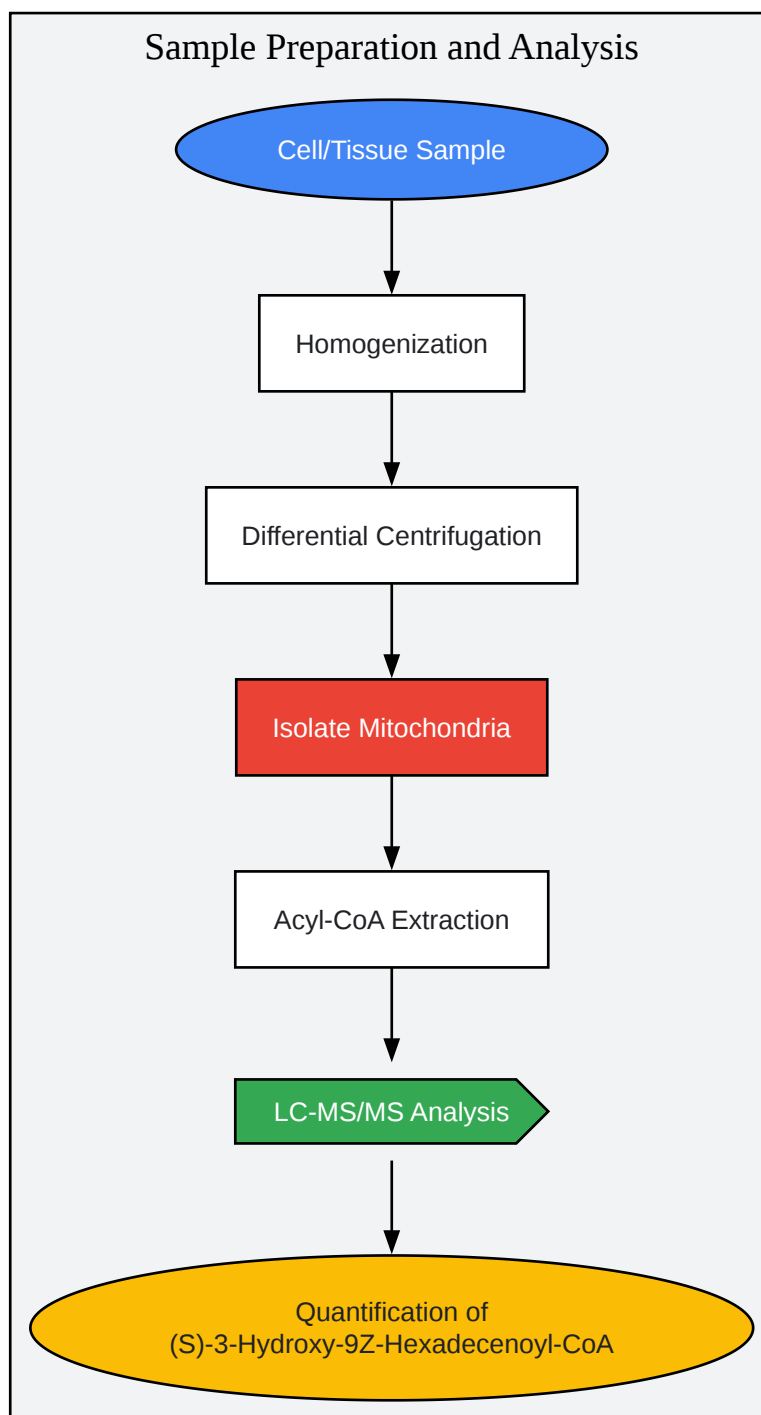 Sample Preparation and Analysis
Cell/Tissue Sample
Homogenization
Differential Centrifugation
Isolate Mitochondria
Acyl-CoA Extraction
LC-MS/MS Analysis
Quantification of
(S)-3-Hydroxy-9Z-Hexadecenoyl-CoA